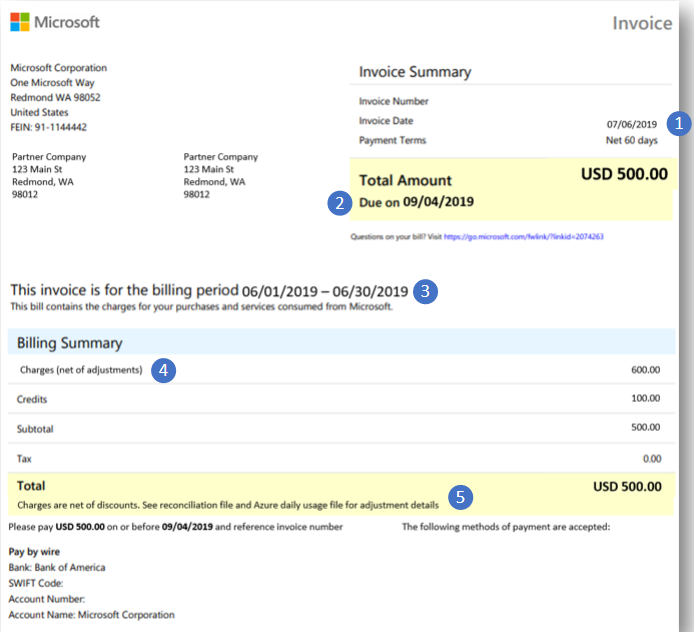 Microsoft
Invoice
Microsoft Corporation
One Microsoft Way
Redmond WA 98052
United States
FEIN: 91-1144442
Invoice Summary
Invoice Number
Invoice Date 07/06/2019 1
Payment Terms Net 60 days
Partner Company
123 Main St
Redmond, WA
98012
Partner Company
123 Main St
Redmond, WA
98012
Total Amount USD 500.00
2 Due on 09/04/2019
Questions on your bill? Visit https://go.microsoft.com/fwlink/?linkid=2074263
This invoice is for the billing period 06/01/2019 – 06/30/2019 3
This bill contains the charges for your purchases and services consumed from Microsoft.
Billing Summary
Charges (net of adjustments) 4 600.00
Credits 100.00
Subtotal 500.00
Tax 0.00
Total USD 500.00
Charges are net of discounts. See reconciliation file and Azure daily usage file for adjustment details 5
Please pay USD 500.00 on or before 09/04/2019 and reference invoice number
The following methods of payment are accepted:
Pay by wire
Bank: Bank of America
SWIFT Code:
Account Number:
Account Name: Microsoft Corporation